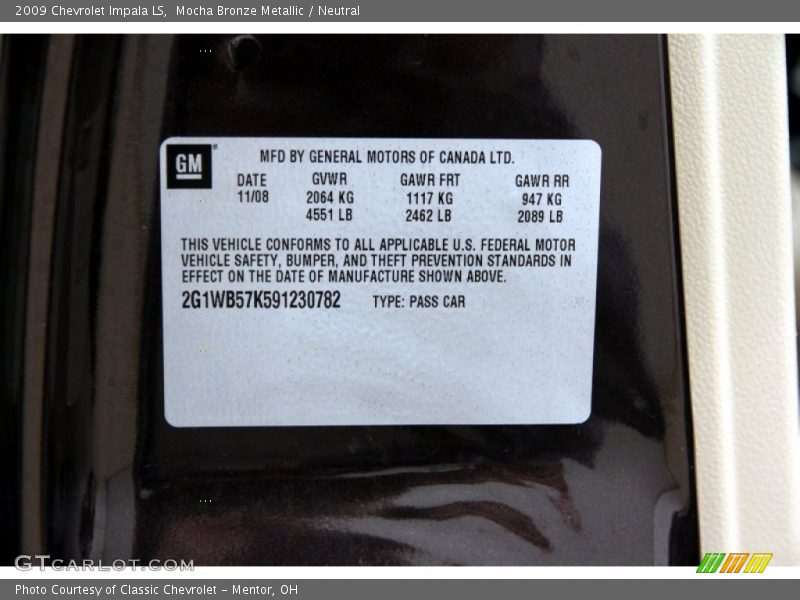 2009 Chevrolet Impala LS, Mocha Bronze Metallic / Neutral
GM
MFD BY GENERAL MOTORS OF CANADA LTD.
DATE GVWR GAWR FRT GAWR RR
11/08 2064 KG 1117 KG 947 KG
4551 LB 2462 LB 2089 LB
THIS VEHICLE CONFORMS TO ALL APPLICABLE U.S. FEDERAL MOTOR
VEHICLE SAFETY, BUMPER, AND THEFT PREVENTION STANDARDS IN
EFFECT ON THE DATE OF MANUFACTURE SHOWN ABOVE.
2G1WB57K591230782 TYPE: PASS CAR
GTCARLOT.COM
Photo Courtesy of Classic Chevrolet - Mentor, OH